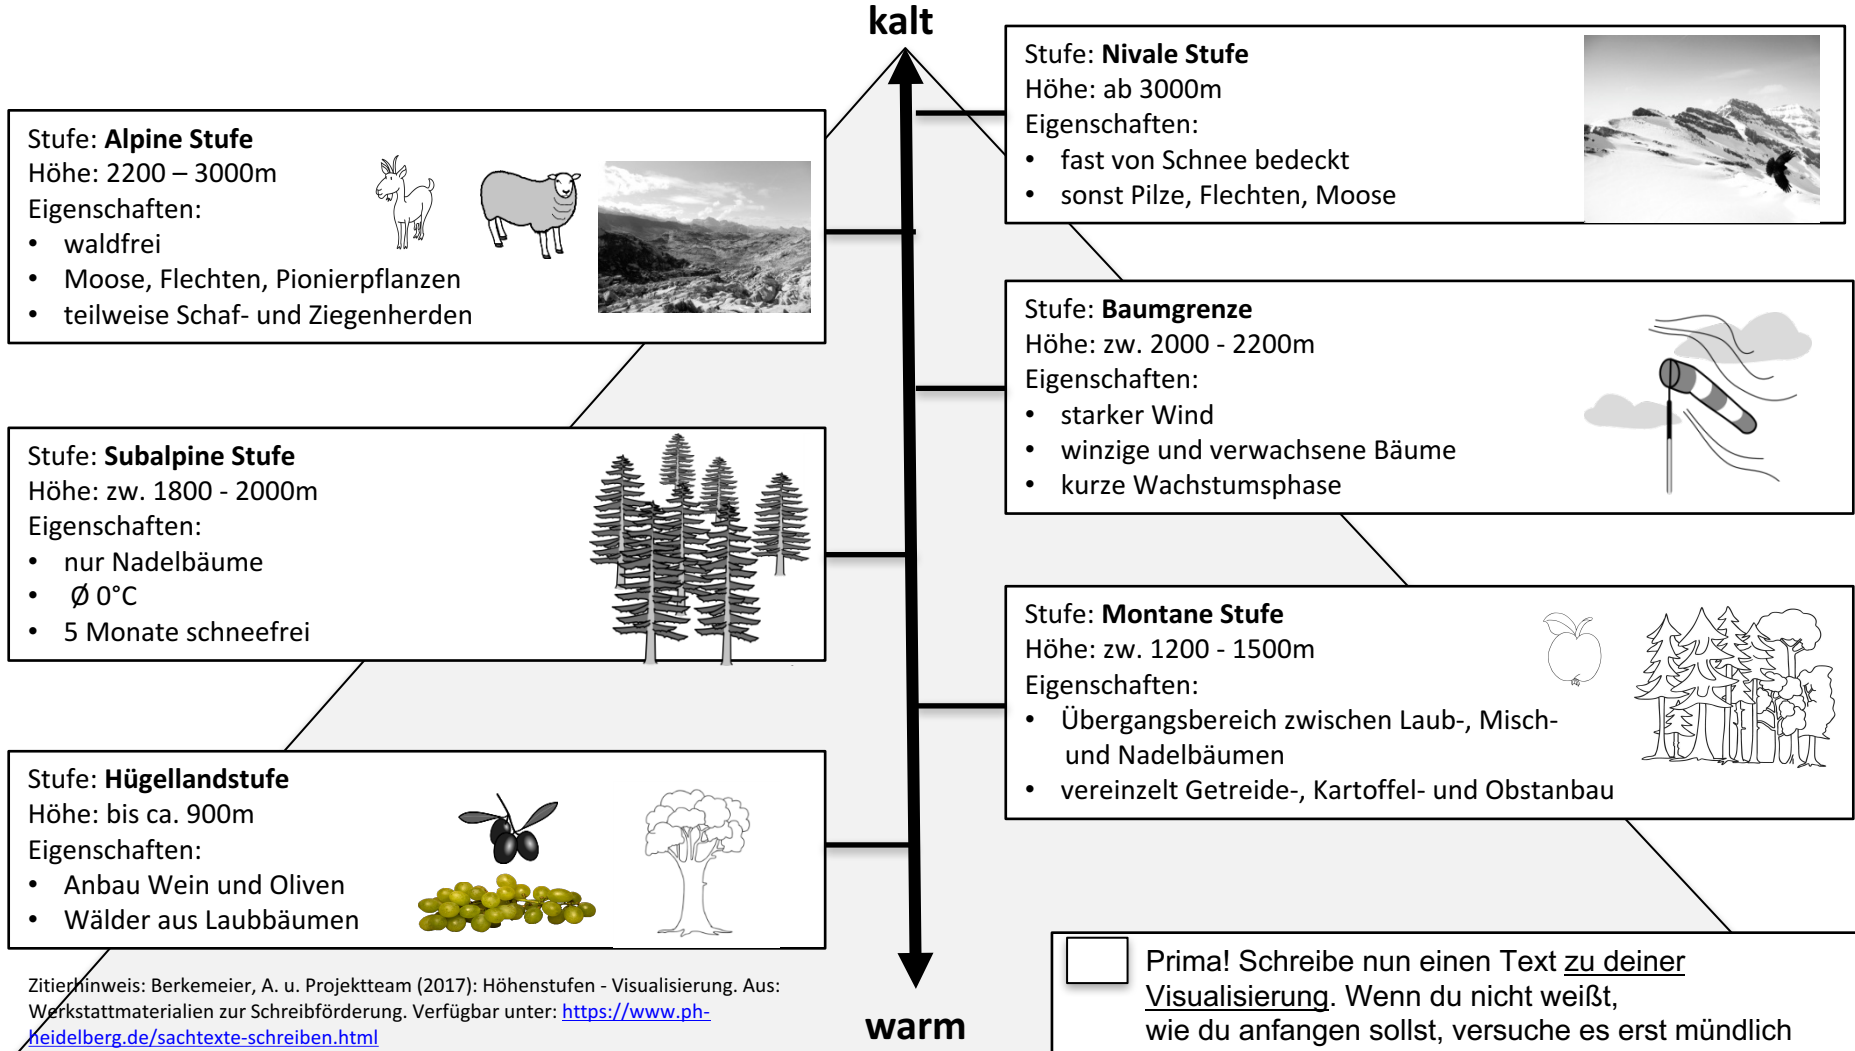 kalt
Stufe: Nivale Stufe
Höhe: ab 3000m
Eigenschaften:
• fast von Schnee bedeckt
• sonst Pilze, Flechten, Moose
Stufe: Alpine Stufe
Höhe: 2200 – 3000m
Eigenschaften:
• waldfrei
• Moose, Flechten, Pionierpflanzen
• teilweise Schaf- und Ziegenherden
Stufe: Baumgrenze
Höhe: zw. 2000 - 2200m
Eigenschaften:
• starker Wind
• winzige und verwachsene Bäume
• kurze Wachstumsphase
Stufe: Subalpine Stufe
Höhe: zw. 1800 - 2000m
Eigenschaften:
• nur Nadelbäume
• Ø 0°C
• 5 Monate schneefrei
Stufe: Montane Stufe
Höhe: zw. 1200 - 1500m
Eigenschaften:
• Übergangsbereich zwischen Laub-, Misch-
und Nadelbäumen
• vereinzelt Getreide-, Kartoffel- und Obstanbau
Stufe: Hügellandstufe
Höhe: bis ca. 900m
Eigenschaften:
• Anbau Wein und Oliven
• Wälder aus Laubbäumen
Zitierhinweis: Berkemeier, A. u. Projektteam (2017): Höhenstufen - Visualisierung. Aus:
Werkstattmaterialien zur Schreibförderung. Verfügbar unter: https://www.ph-
heidelberg.de/sachtexte-schreiben.html
warm
Prima! Schreibe nun einen Text zu deiner
Visualisierung. Wenn du nicht weißt,
wie du anfangen sollst, versuche es erst mündlich